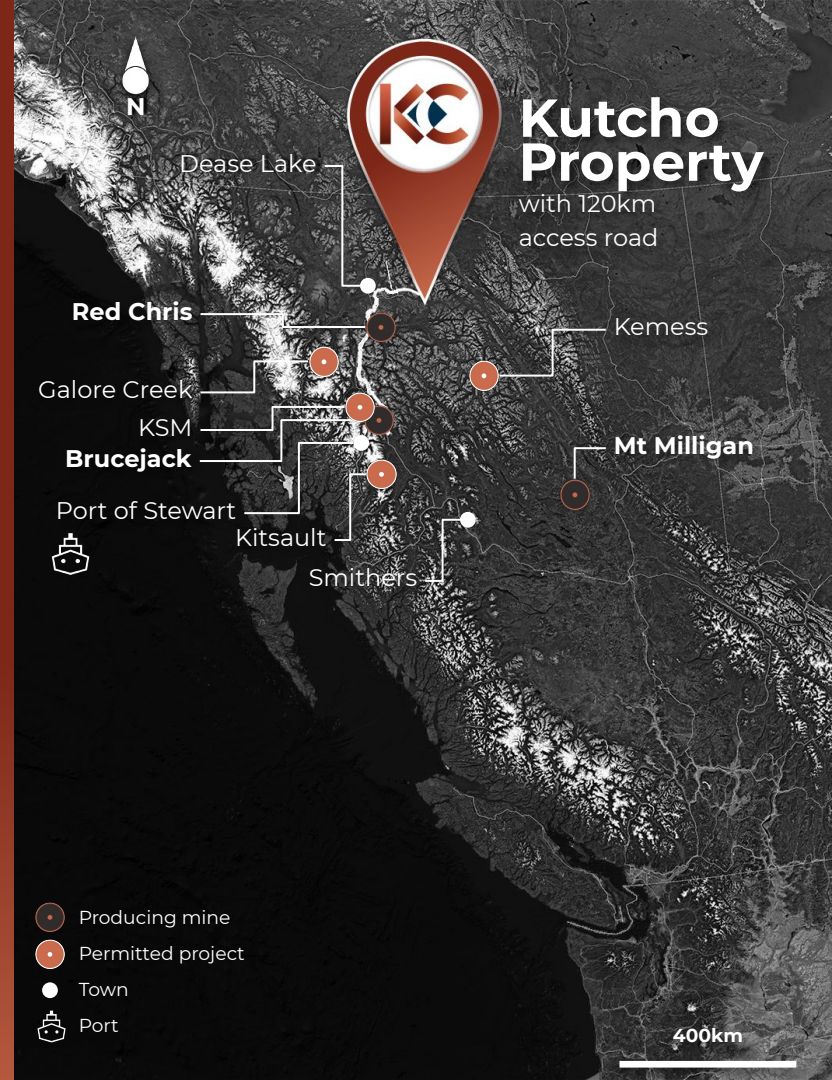 N
KC
Kutcho
Property
with 120km
access road
Dease Lake
Red Chris
Kemess
Galore Creek
KSM
Brucejack
Mt Milligan
Port of Stewart
Kitsault
Smithers
Producing mine
Permitted project
Town
Port
400km